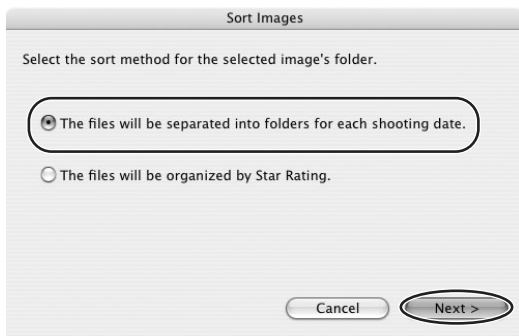 Sort Images
Select the sort method for the selected image's folder.
The files will be separated into folders for each shooting date.
The files will be organized by Star Rating.
Cancel
Next >